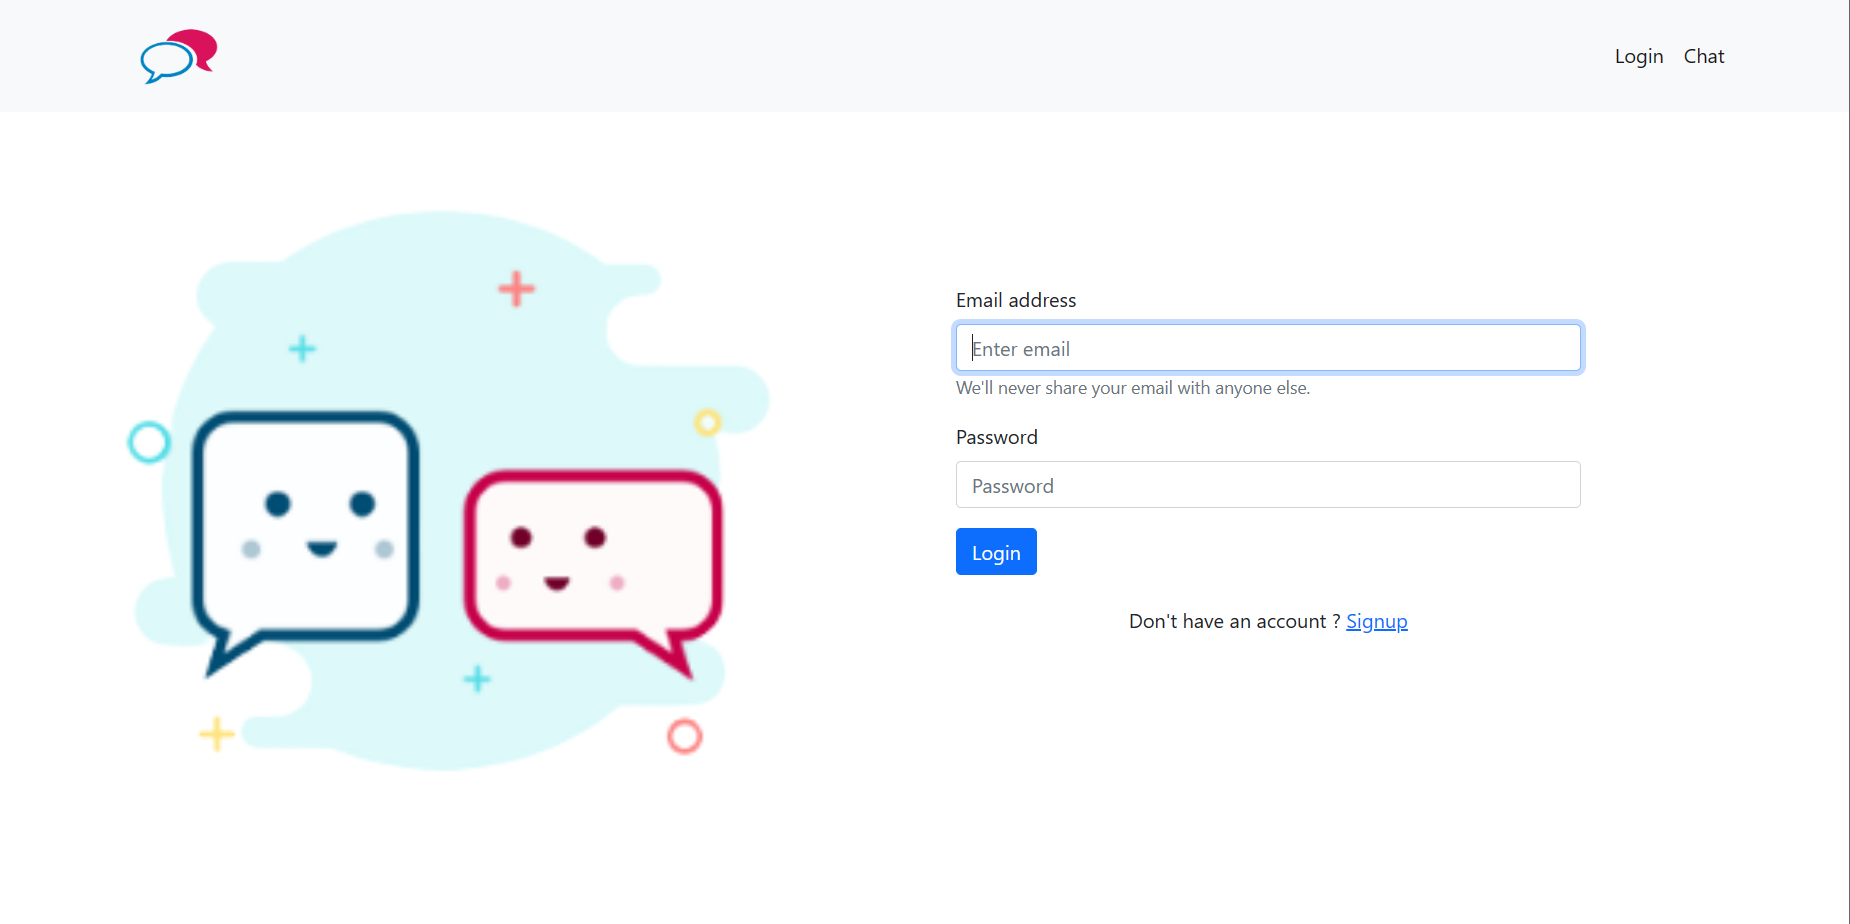 Login Chat
Email address
Enter email
We'll never share your email with anyone else.
Password
Password
Login
Don't have an account ? Signup